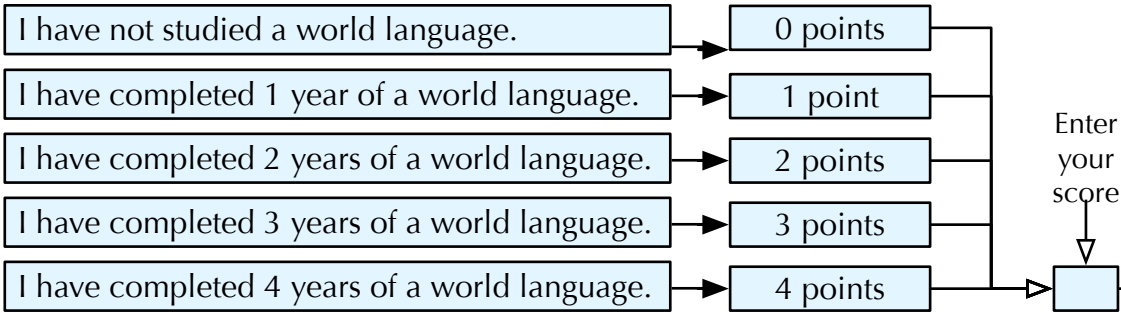 I have not studied a world language.
0 points
I have completed 1 year of a world language.
1 point
I have completed 2 years of a world language.
2 points
I have completed 3 years of a world language.
3 points
I have completed 4 years of a world language.
4 points
Enter
your
score